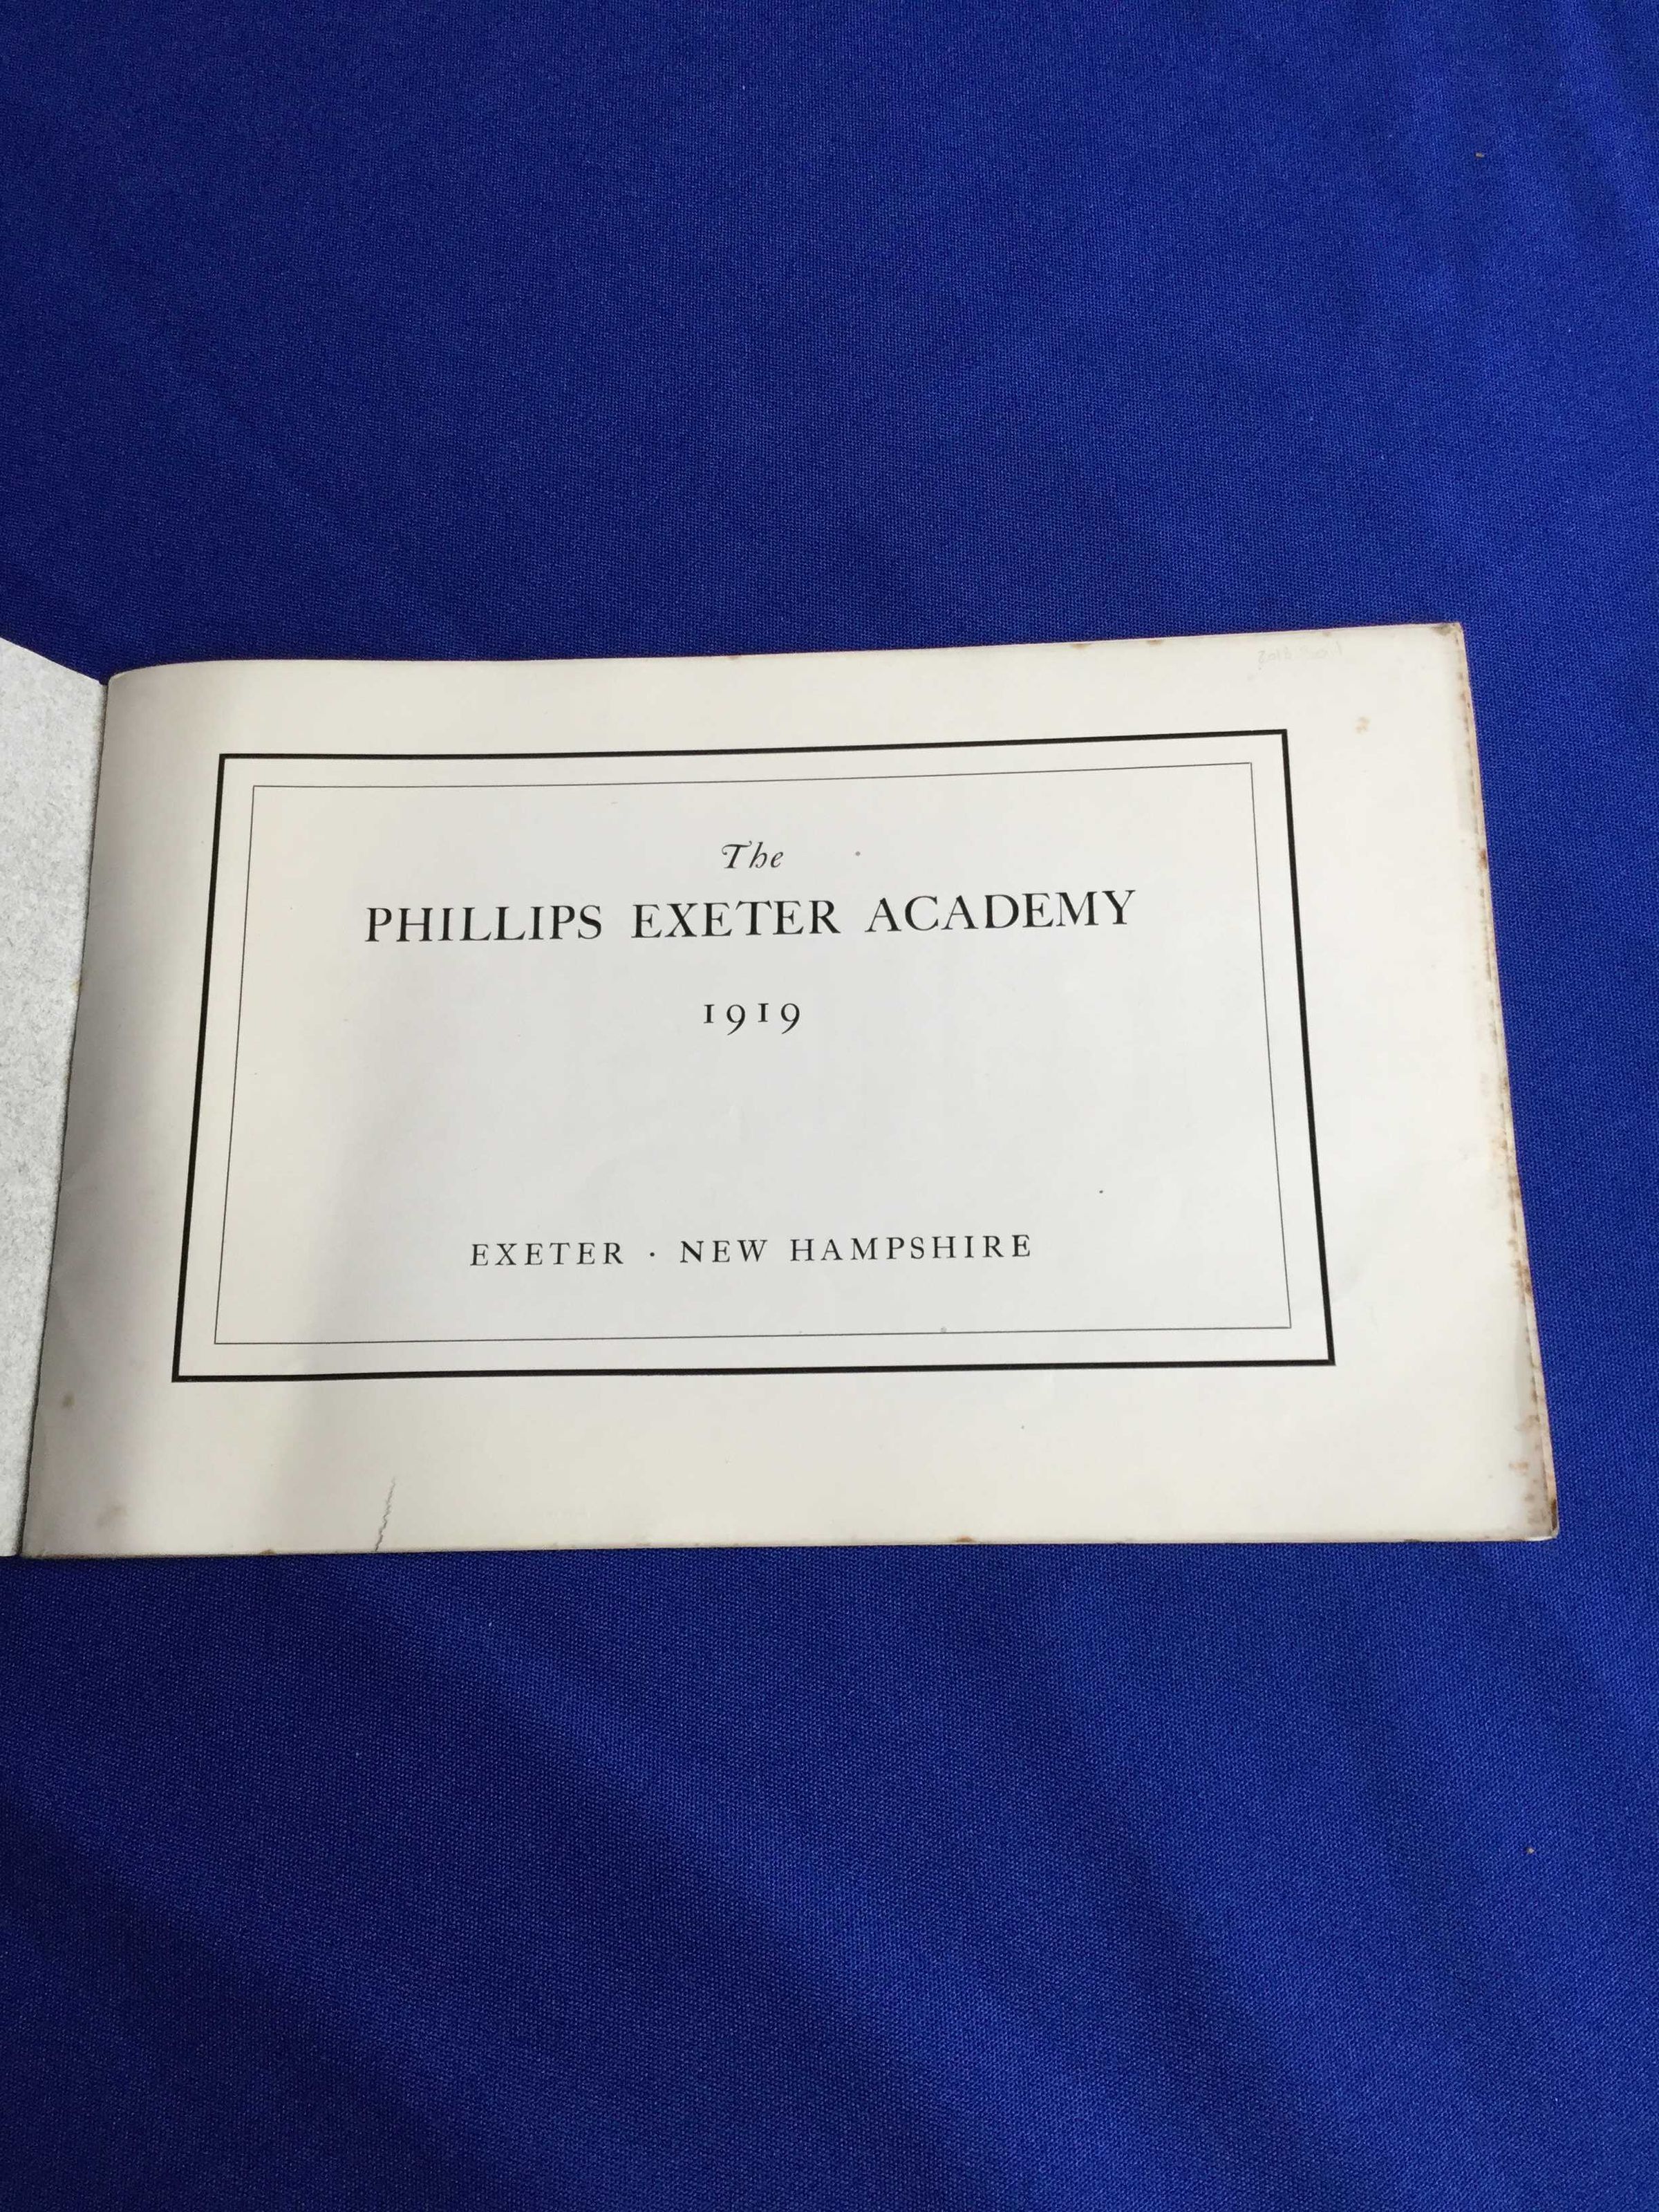 The
PHILLIPS EXETER ACADEMY
1919
EXETER · NEW HAMPSHIRE